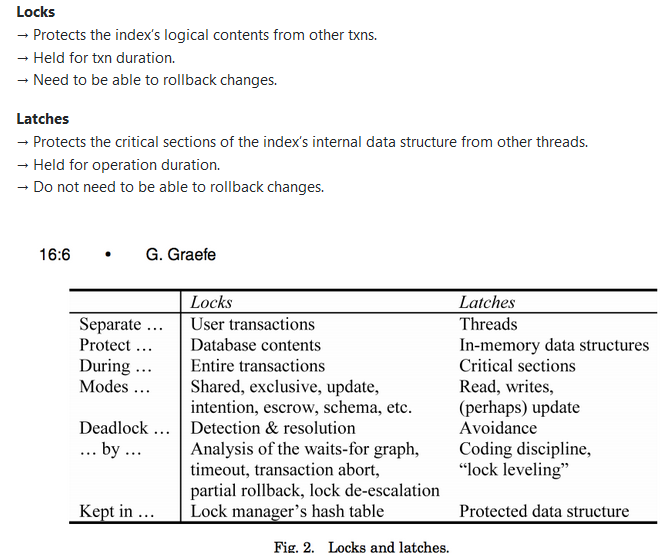 Locks
→ Protects the index's logical contents from other txns.
→ Held for txn duration.
→ Need to be able to rollback changes.
Latches
→ Protects the critical sections of the index's internal data structure from other threads.
→ Held for operation duration.
→ Do not need to be able to rollback changes.
16:6 • G. Graefe
Locks Latches
Separate … User transactions Threads
Protect … Database contents In-memory data structures
During … Entire transactions Critical sections
Modes … Shared, exclusive, update, Read, writes,
intention, escrow, schema, etc. (perhaps) update
Deadlock … Detection & resolution Avoidance
… by … Analysis of the waits-for graph, Coding discipline,
timeout, transaction abort, “lock leveling”
partial rollback, lock de-escalation
Kept in … Lock manager's hash table Protected data structure
Fig. 2. Locks and latches.